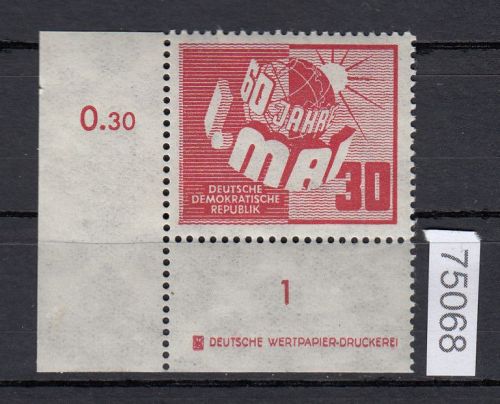 0.30
60 JAHRE
1. MAI
30
DEUTSCHE
DEMOKRATISCHE
REPUBLIK
1
DEUTSCHE WERTPAPIER-DRUCKEREI
75068